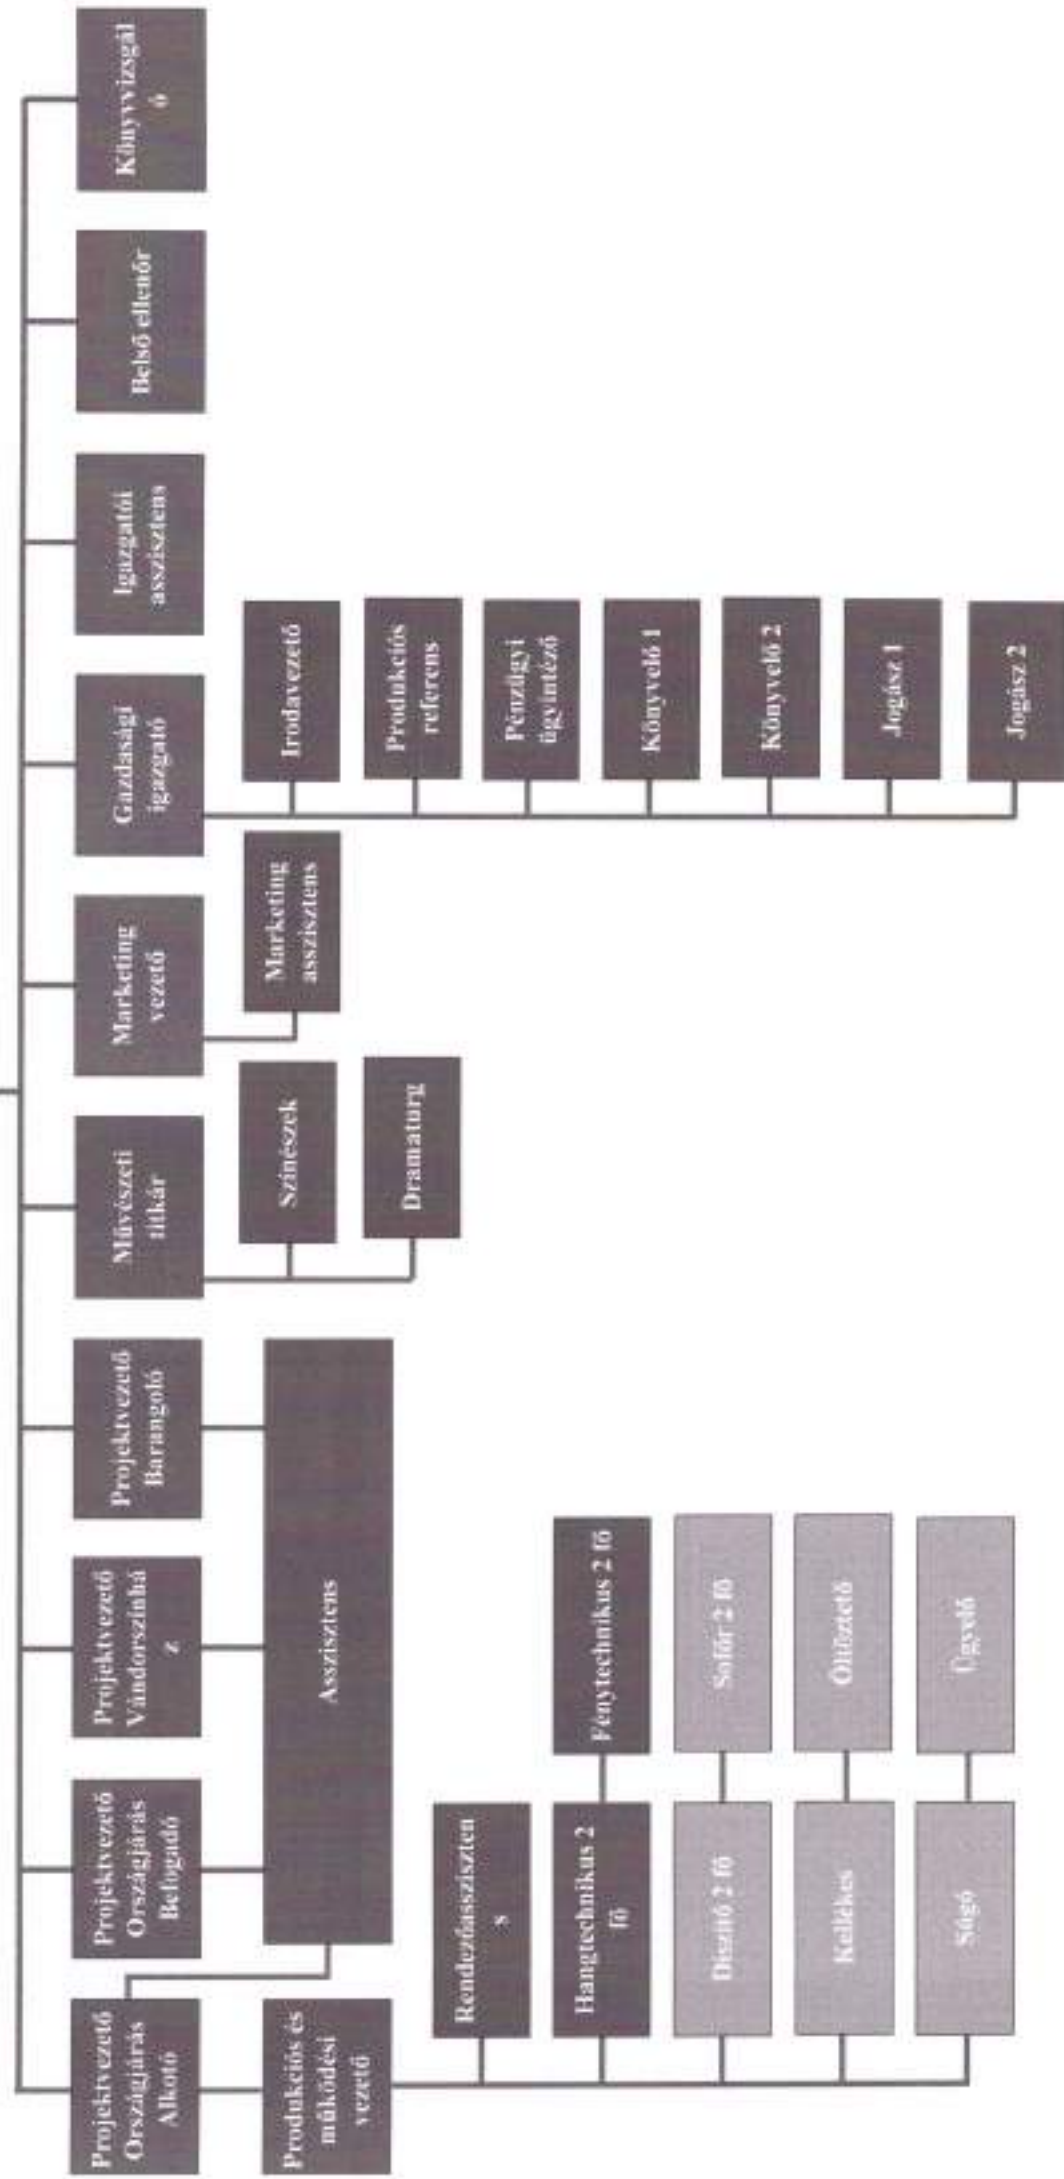 Projektvezető
Országjárás
Alkotó
Projektvezető
Országjárás
Befogadó
Projektvezető
Vándorszínhá
z
Projektvezető
Barangoló
Művészeti
titkár
Marketing
vezető
Gazdasági
igazgató
Igazgatói
asszisztens
Belső ellenőr
Könyvvizsgál
ó
Produkciós és
működési
vezető
Asszisztens
Színészek
Dramaturg
Marketing
asszisztens
Irodavezető
Produkciós
referens
Pénzügyi
ügyintéző
Könyvelő 1
Könyvelő 2
Jogász 1
Jogász 2
Rendezőasszisztен
s
Hangtechnikus 2
fő
Fénytechnikus 2 fő
Díszítő 2 fő
Sofőr 2 fő
Kellékes
Öltöztető
Súgó
Ügyelő